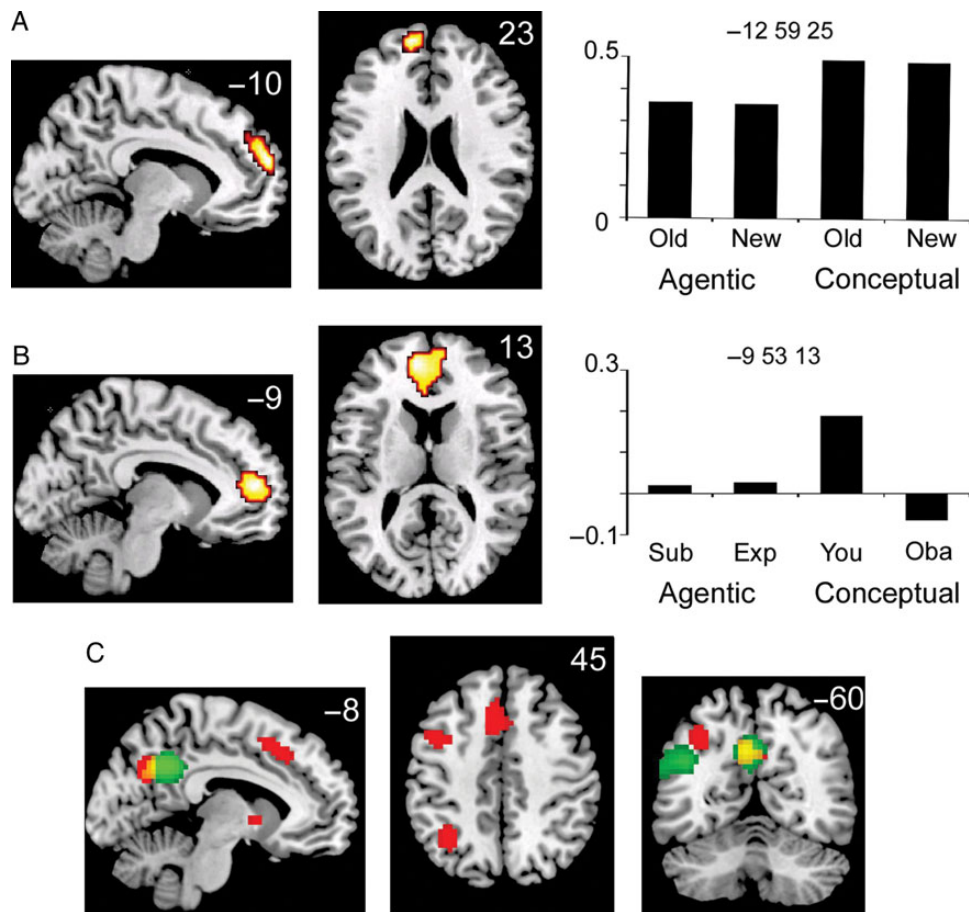 A
−10
23
−12 59 25
0.5
0
Old New Old New
Agentic Conceptual
B
−9
13
−9 53 13
0.3
−0.1
Sub Exp You Oba
Agentic Conceptual
C
−8
45
−60